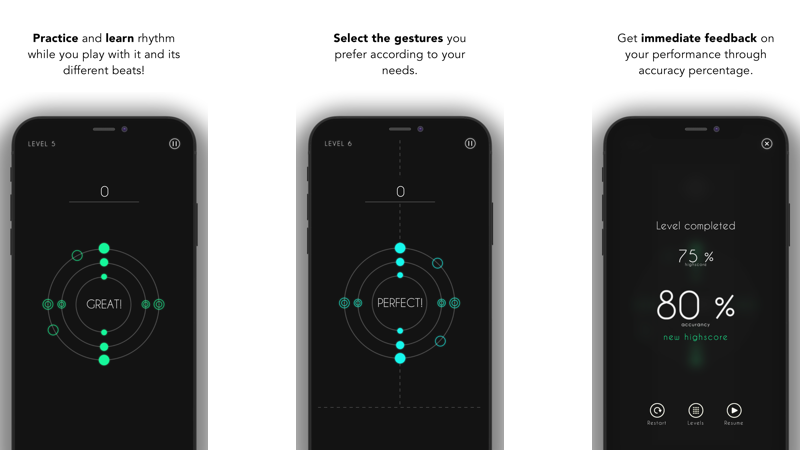 Practice and learn rhythm
while you play with it and its
different beats!
LEVEL 5
0
GREAT!
Select the gestures you
prefer according to your
needs.
LEVEL 6
0
PERFECT!
Get immediate feedback on
your performance through
accuracy percentage.
Level completed
75 %
highscore
80 %
accurancy
new highscore
Restart Levels Resume